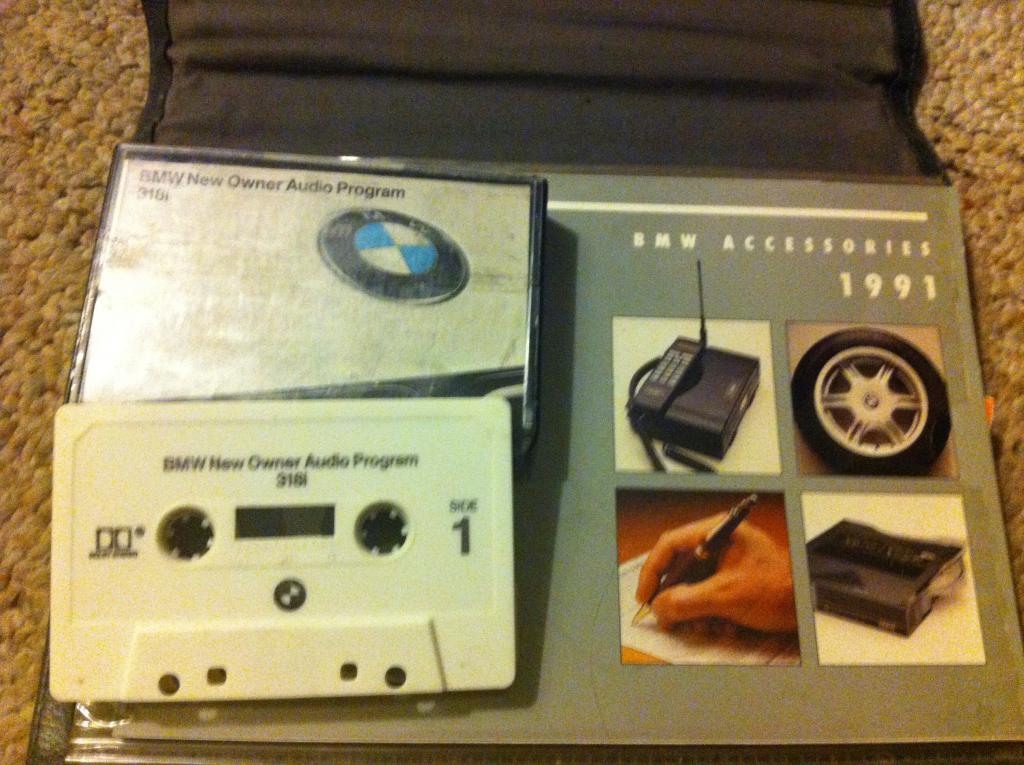 BMW New Owner Audio Program
318i
BMW ACCESSORIES
1991
BMW New Owner Audio Program
318i
SIDE
1